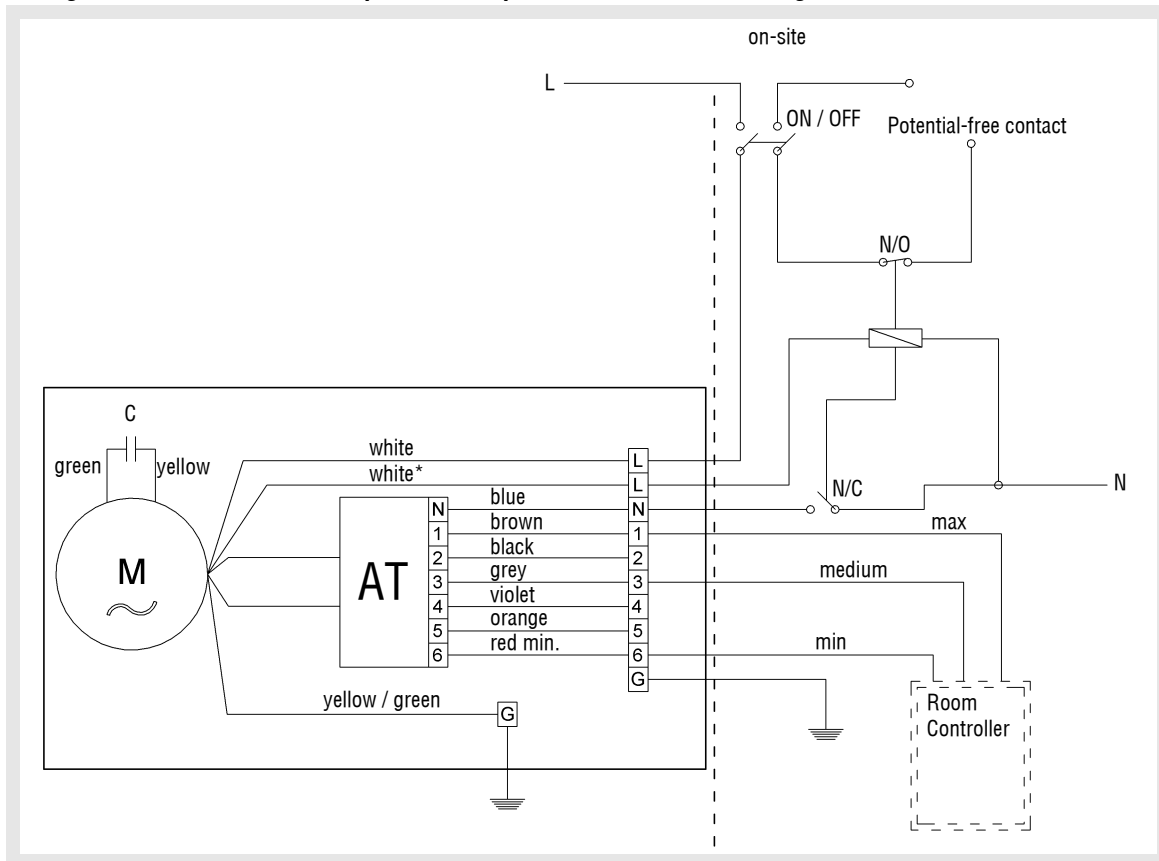 on-site
L
ON / OFF
Potential-free contact
N/O
C
green
yellow
white
white*
L
L
N/C
N
blue
N
N
brown
1
1
max
black
2
2
M
AT
grey
3
3
medium
violet
4
4
orange
5
5
red min.
6
6
min
G
yellow / green
G
Room
Controller